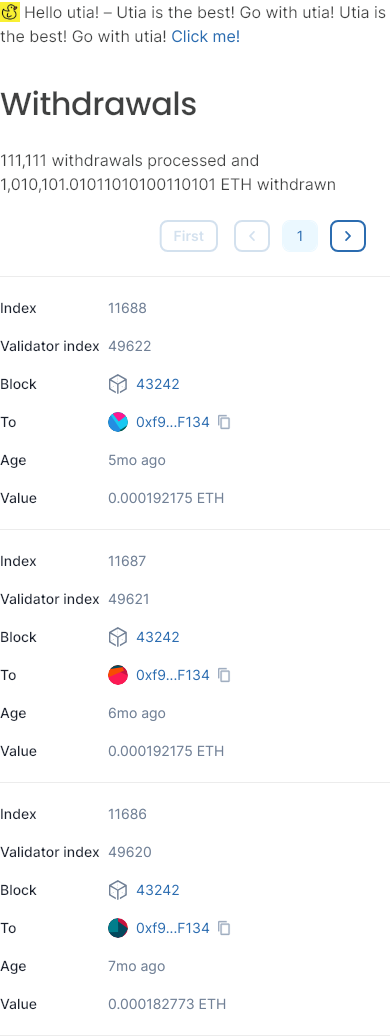 Hello utia! – Utia is the best! Go with utia! Utia is
the best! Go with utia! Click me!
Withdrawals
111,111 withdrawals processed and
1,010,101.01011010100110101 ETH withdrawn
First
1
Index 11688
Validator index 49622
Block 43242
To 0xf9...F134
Age 5mo ago
Value 0.000192175 ETH
Index 11687
Validator index 49621
Block 43242
To 0xf9...F134
Age 6mo ago
Value 0.000192175 ETH
Index 11686
Validator index 49620
Block 43242
To 0xf9...F134
Age 7mo ago
Value 0.000182773 ETH